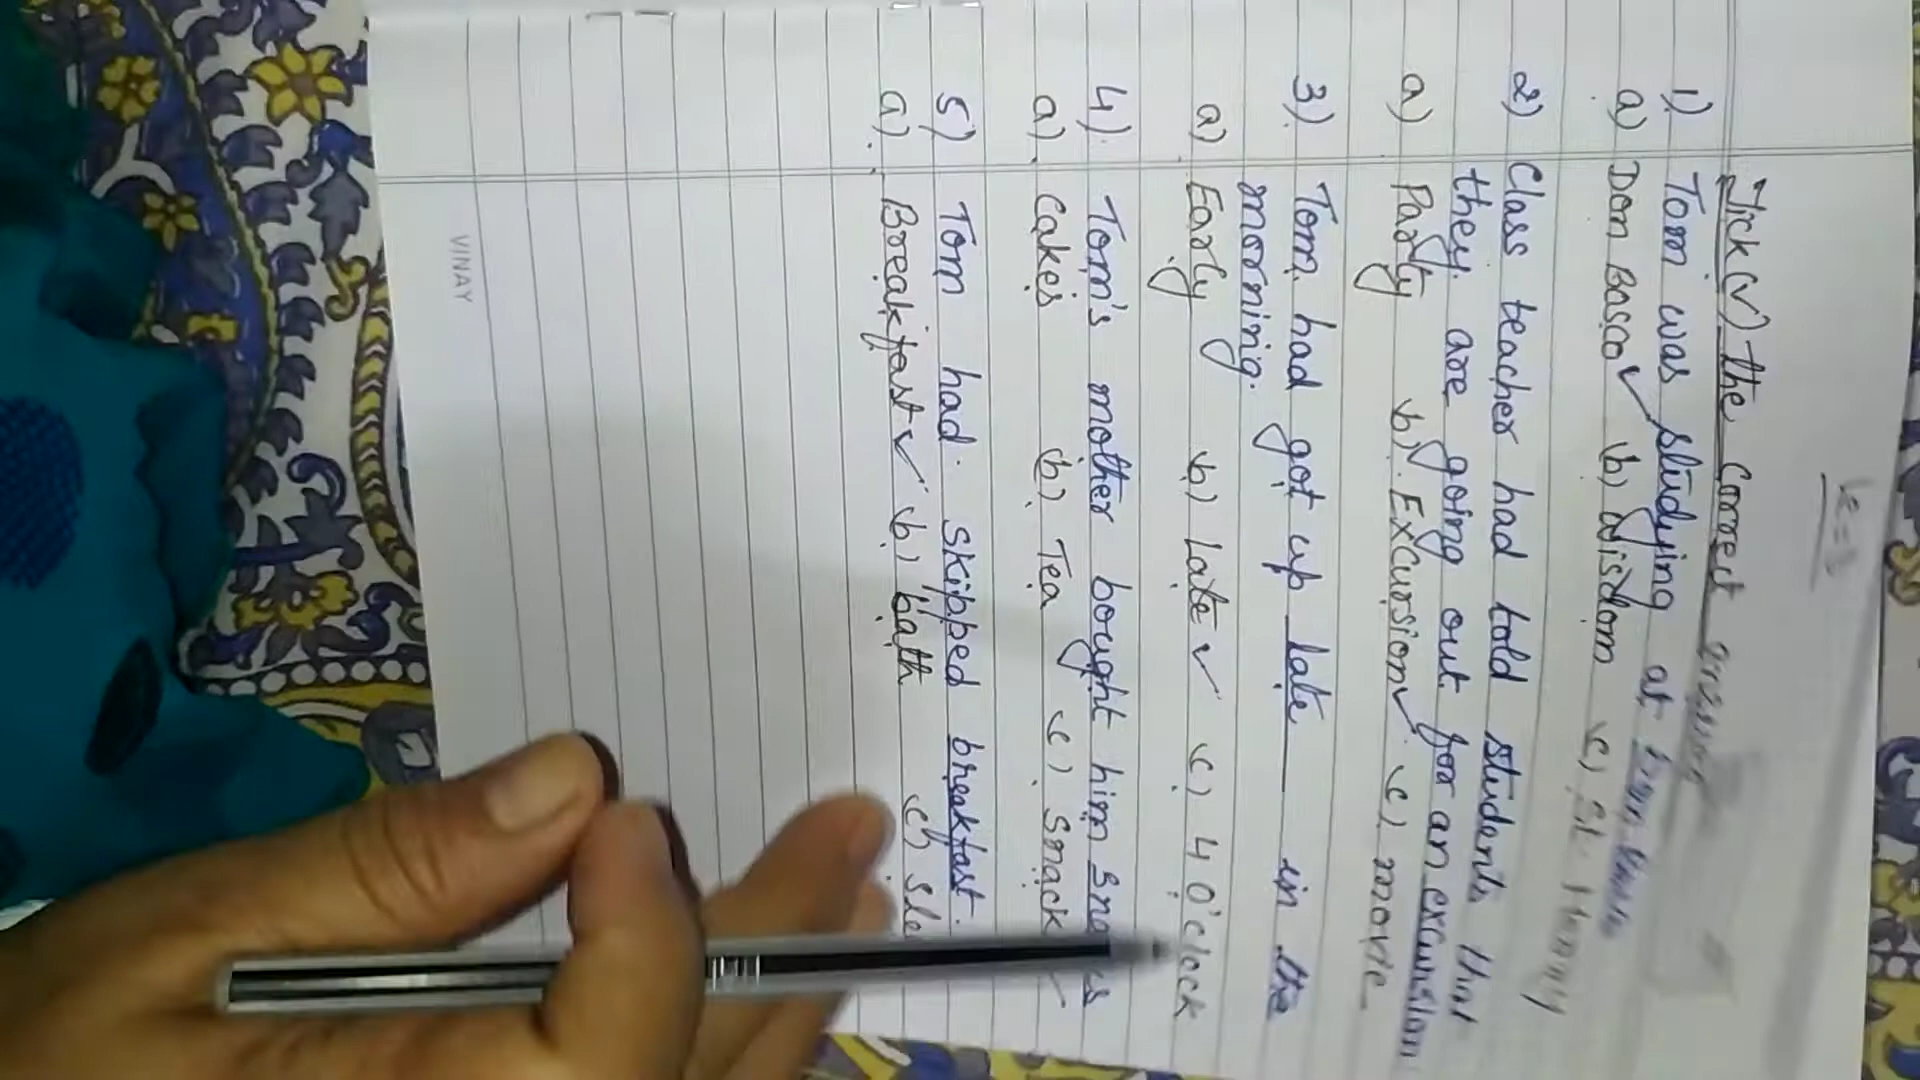 Tick (✓) the correct answer
1) Tom was studying at Don Bosco
a) Don Bosco ✓ b) Wisdom c) St.
2) Class teacher had told students that
they are going out for an excursion
a) Party b) Excursion ✓ c) movie
3) Tom had got up late in the
morning.
a) Early b) Late ✓ c) 4 O'clock
4) Tom's mother bought him
a) Cakes b) Tea c) Snack
5) Tom had skipped breakfast.
a) Breakfast ✓ b) bath c)
VINAY